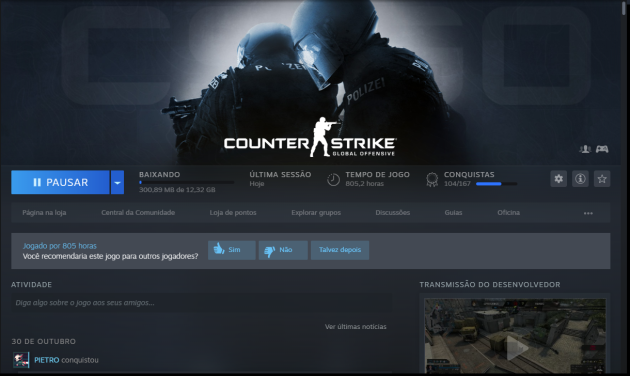 CSGO
POLIZEI
POLIZEI
COUNTER STRIKE
GLOBAL OFFENSIVE
PAUSAR
BAIXANDO
300,89 MB de 12,32 GB
ÚLTIMA SESSÃO
Hoje
TEMPO DE JOGO
805,2 horas
CONQUISTAS
104/167
Página na loja
Central da Comunidade
Loja de pontos
Explorar grupos
Discussões
Guias
Oficina
•••
Jogado por 805 horas
Você recomendaria este jogo para outros jogadores?
Sim
Não
Talvez depois
ATIVIDADE
Diga algo sobre o jogo aos seus amigos...
TRANSMISSÃO DO DESENVOLVEDOR
Ver últimas notícias
30 DE OUTUBRO
PIETRO conquistou